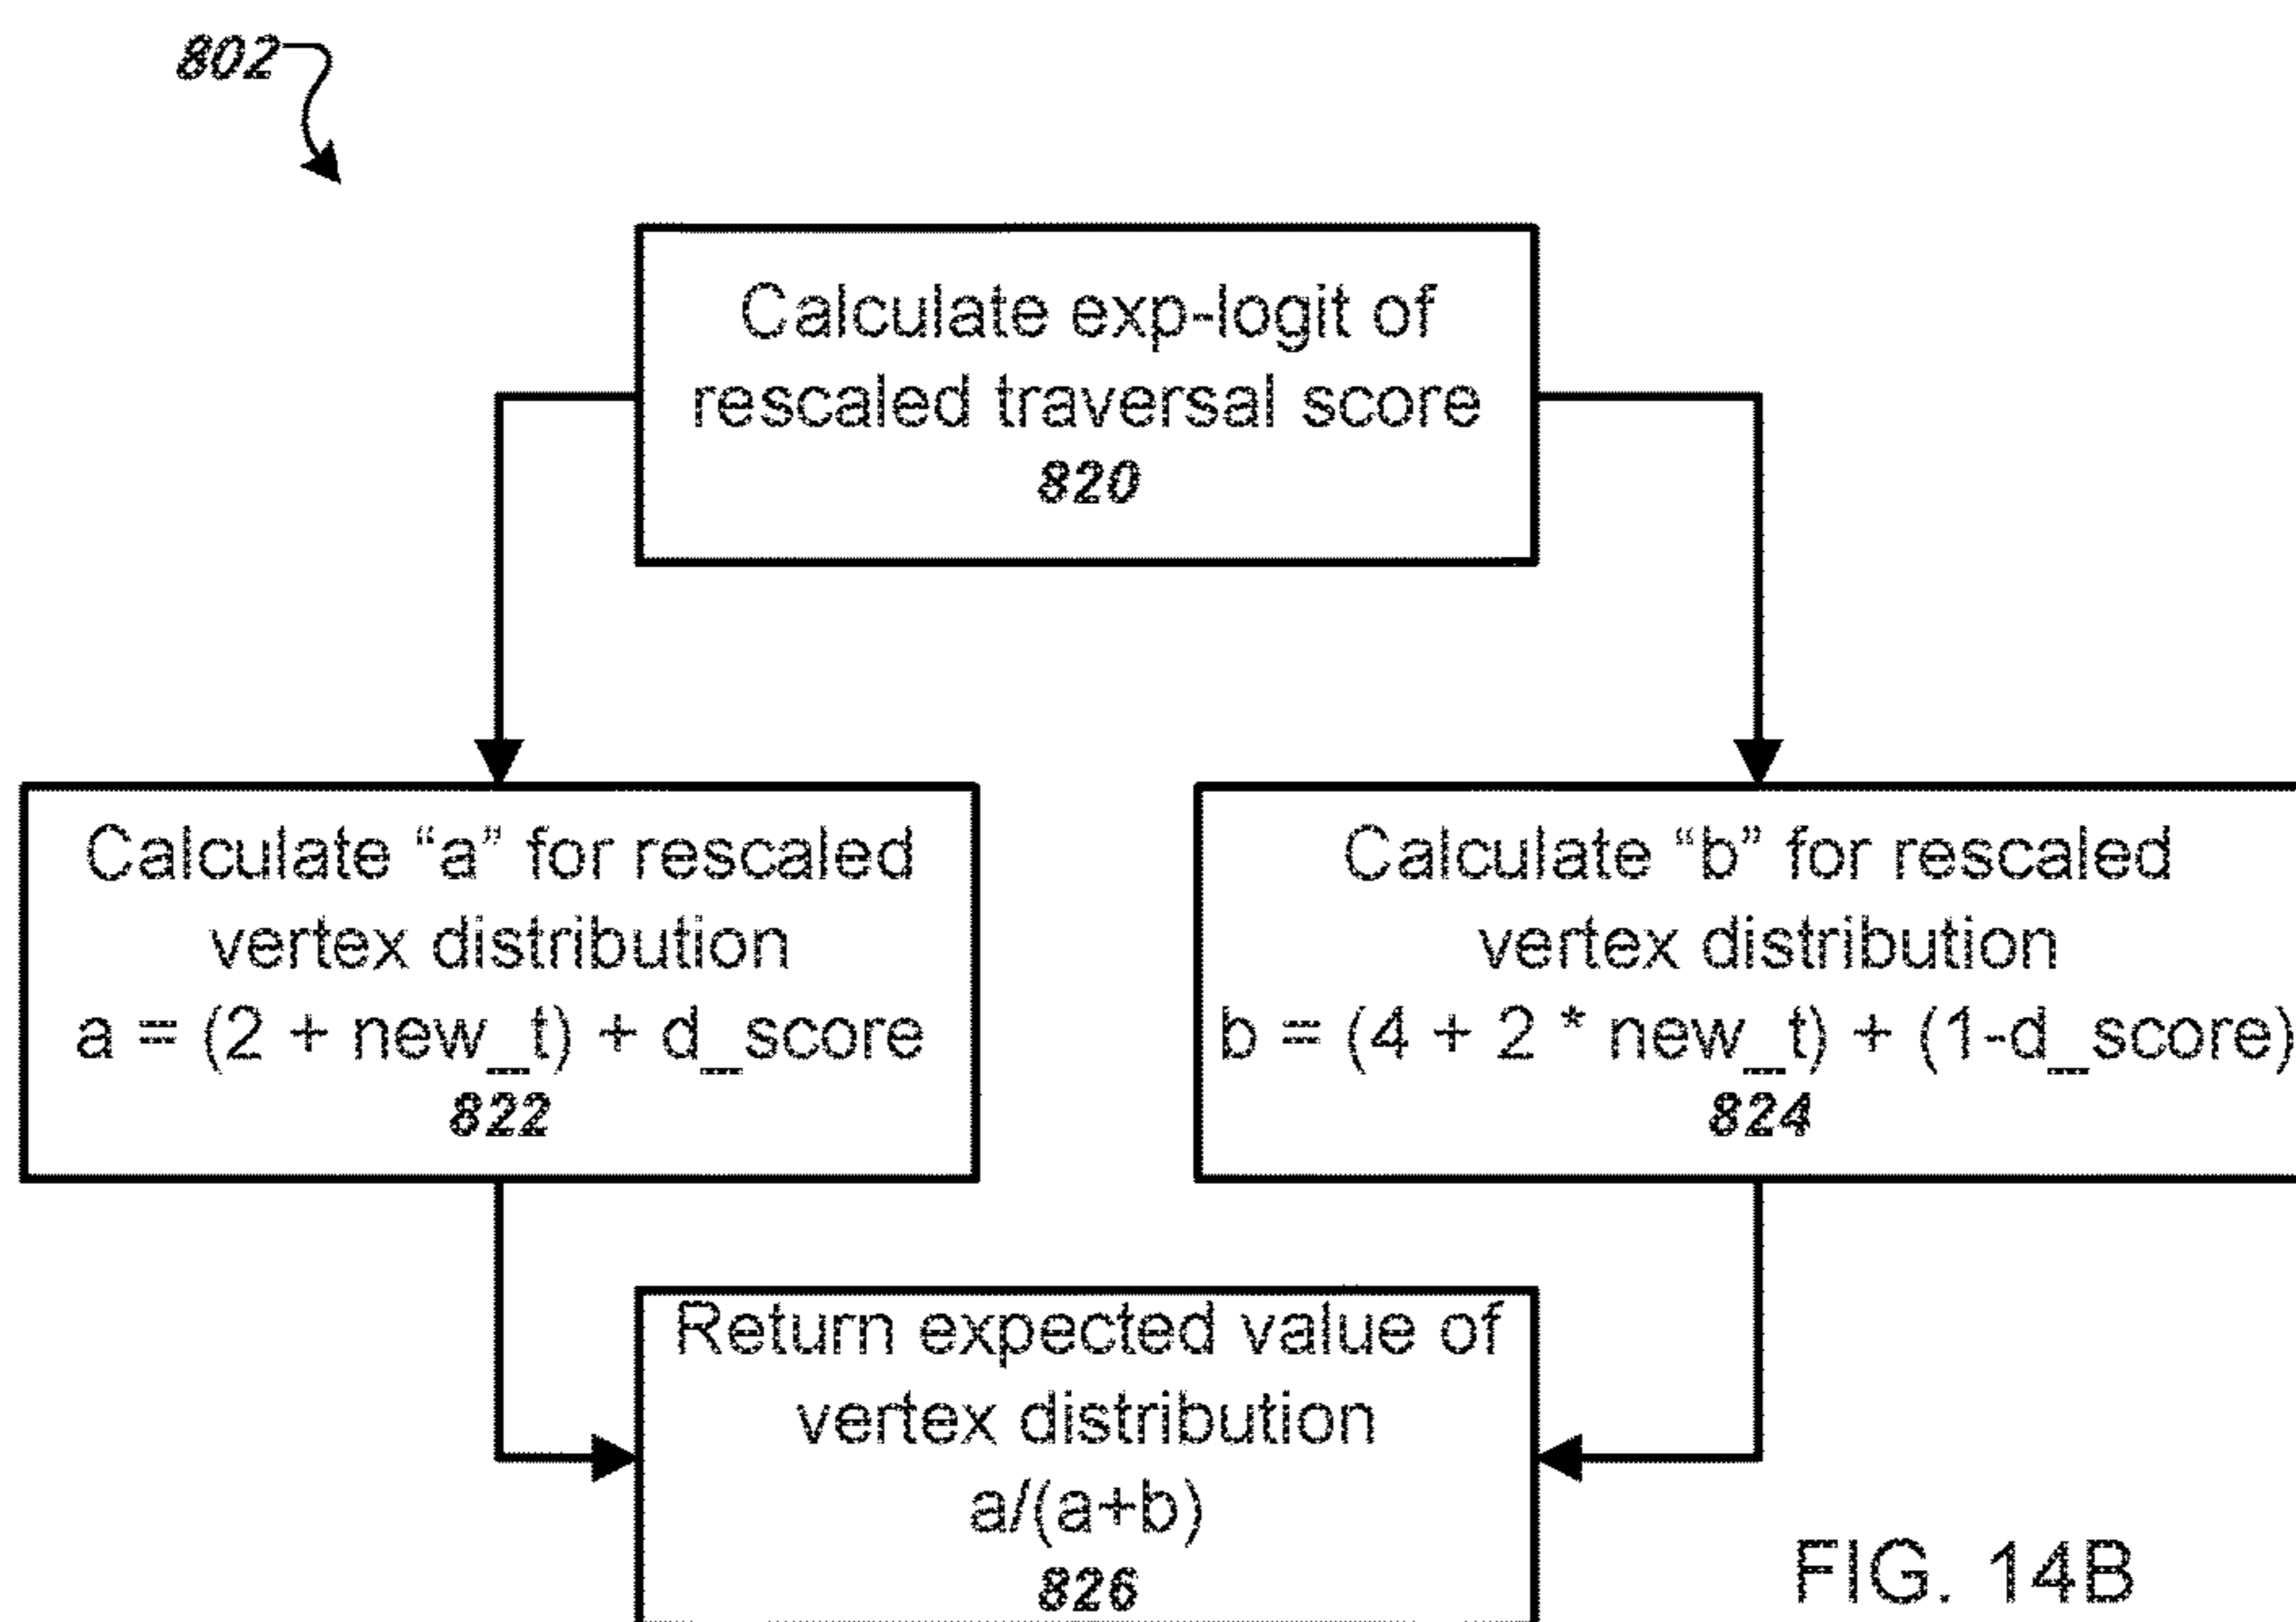 802
Calculate exp-logit of
rescaled traversal score
820
Calculate “a” for rescaled
vertex distribution
a = (2 + new_t) + d_score
822
Calculate “b” for rescaled
vertex distribution
b = (4 + 2 * new_t) + (1-d_score)
824
Return expected value of
vertex distribution
a/(a+b)
826
FIG. 14B